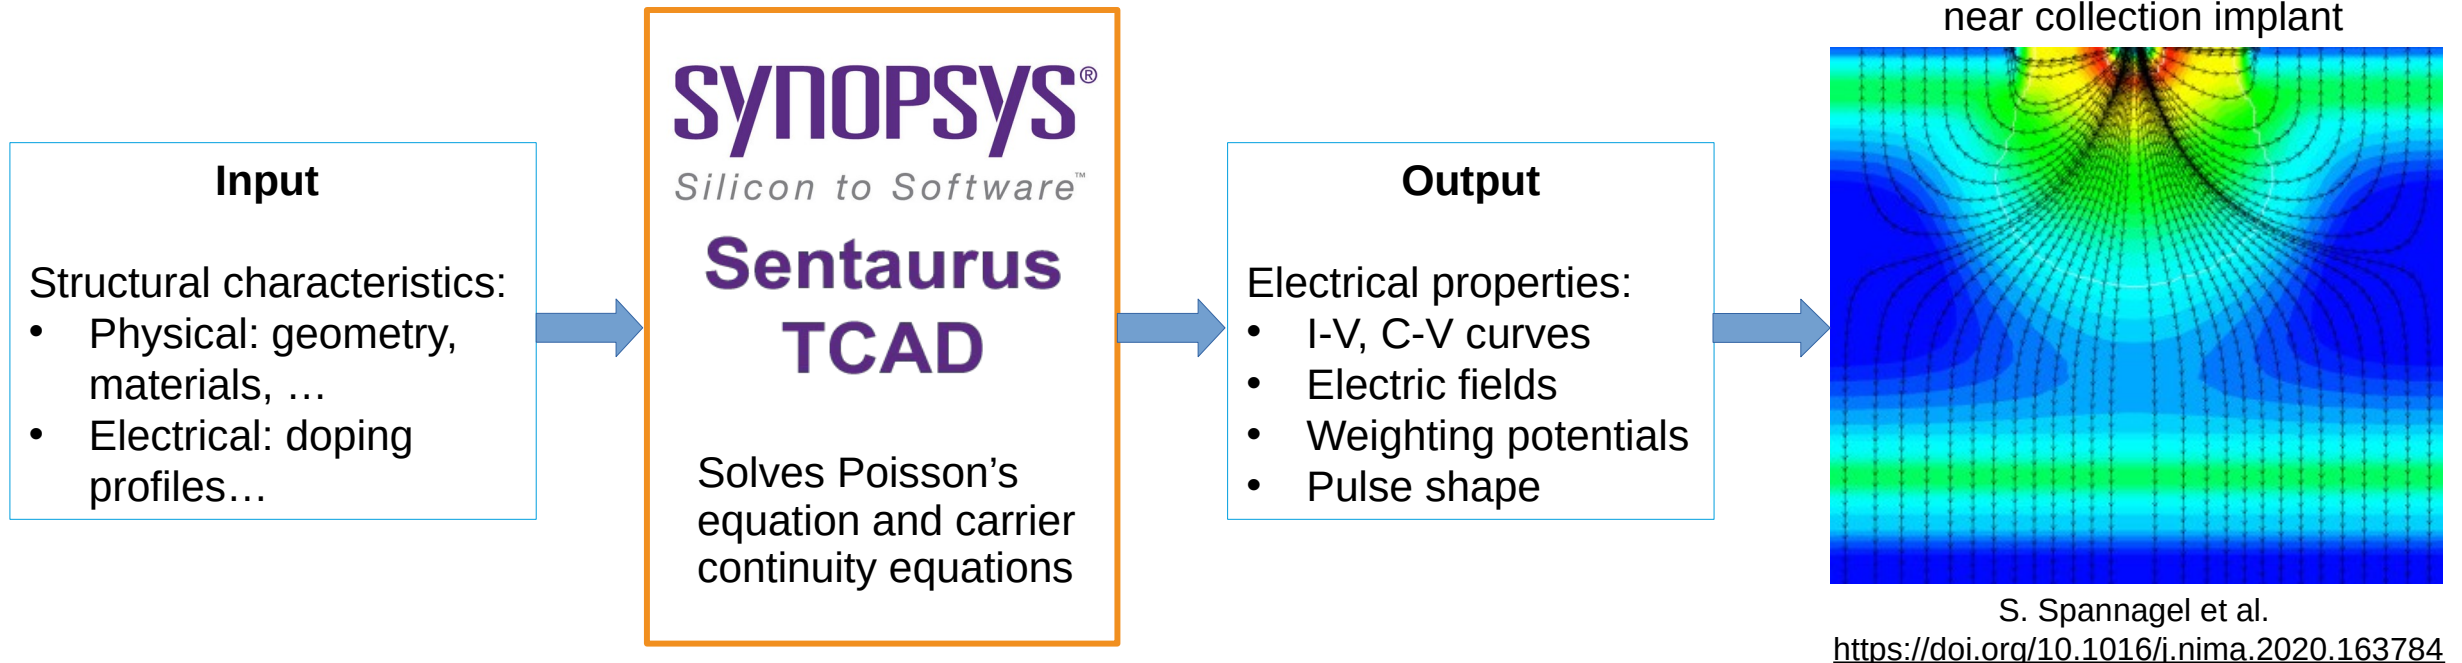 Input
Structural characteristics:
• Physical: geometry,
materials, …
• Electrical: doping
profiles…
SYNOPSYS®
Silicon to Software™
Sentaurus
TCAD
Solves Poisson’s
equation and carrier
continuity equations
Output
Electrical properties:
• I-V, C-V curves
• Electric fields
• Weighting potentials
• Pulse shape
near collection implant
S. Spannagel et al.
https://doi.org/10.1016/j.nima.2020.163784